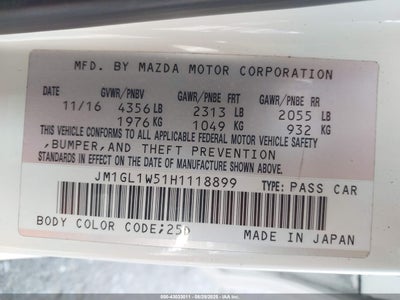 MFD. BY MAZDA MOTOR CORPORATION
GVWR/PNBV GAWR/PNBE FRT GAWR/PNBE RR
11/16 4356 LB 2313 LB 2055 LB
1976 KG 1049 KG 932 KG
THIS VEHICLE CONFORMS TO ALL APPLICABLE FEDERAL MOTOR VEHICLE SAFETY
,BUMPER,AND THEFT PREVENTION
STANDARDS IN EFFECT ON THE DATE OF MANUFACTURE SHOWN ABOVE.
JM1GL1W51H1118899 TYPE: PASS CAR
BODY COLOR CODE;25D MADE IN JAPAN